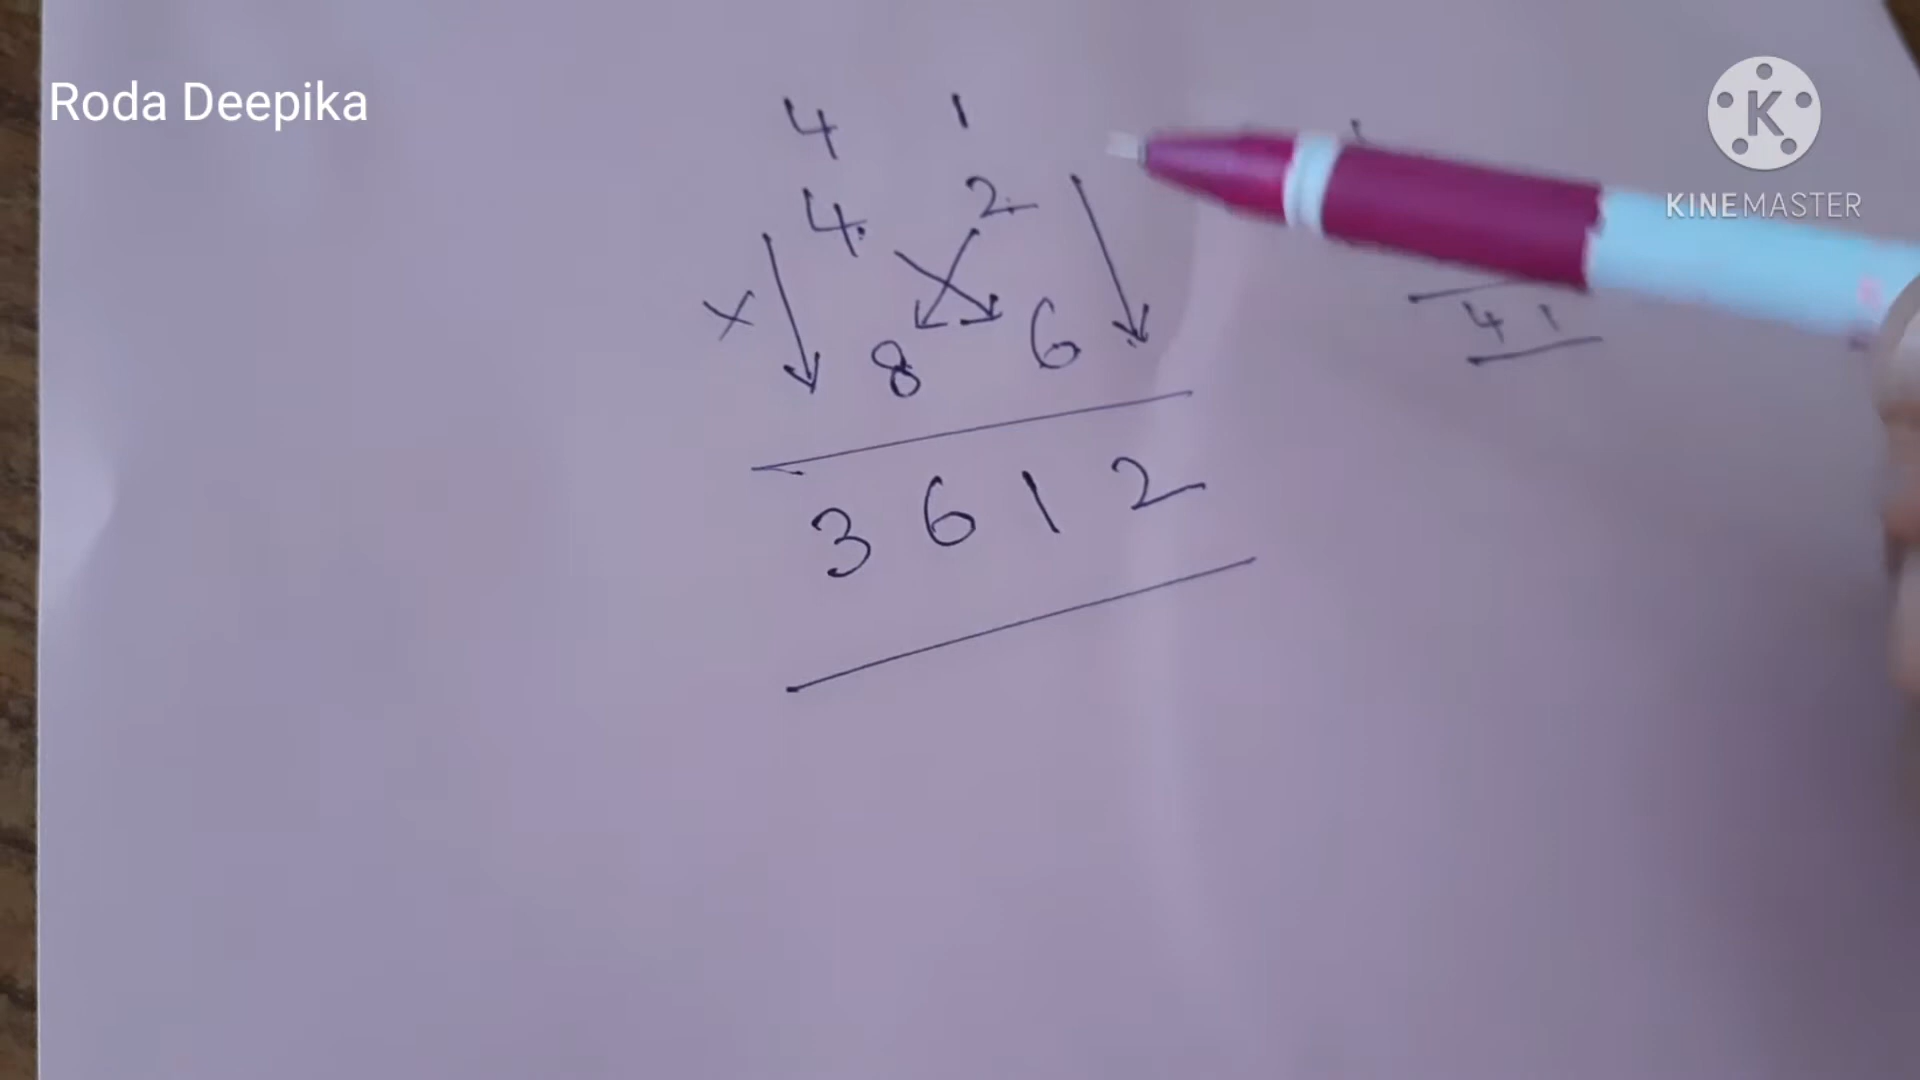 Roda Deepika
K
KINEMASTER
4 1
4 2
× 8 6
3 6 1 2
4 1